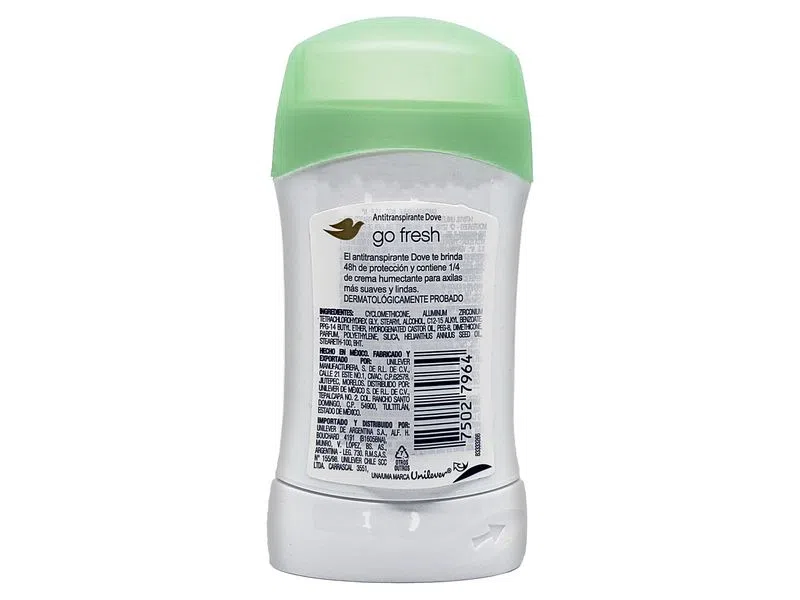 Antitranspirante Dove
go fresh
El antitranspirante Dove te brinda
48h de protección y contiene 1/4
de crema humectante para axilas
más suaves y lindas.
DERMATOLÓGICAMENTE PROBADO
INGREDIENTES: CYCLOMETHICONE, ALUMINUM ZIRCONIUM
TETRACHLOROHYDREX GLY, STEARYL ALCOHOL, C12-15 ALKYL BENZOATE,
PPG-14 BUTYL ETHER, HYDROGENATED CASTOR OIL, PEG-8, DIMETHICONE,
PARFUM, POLYETHYLENE, SILICA, HELIANTHUS ANNUUS SEED OIL,
STEARETH-100, BHT.
HECHO EN MÉXICO. FABRICADO Y
EXPORTADO POR: UNILEVER
MANUFACTURERA, S. DE R.L. DE C.V.,
CALLE 21 ESTE NO.1, CIVAC, C.P.62578,
JIUTEPEC, MORELOS. DISTRIBUIDO POR:
UNILEVER DE MÉXICO S. DE R.L. DE C.V.,
TEPALCAPA NO. 2, COL. RANCHO SANTO
DOMINGO, C.P. 54900, TULTITLÁN,
ESTADO DE MÉXICO.
IMPORTADO Y DISTRIBUIDO POR:
UNILEVER DE ARGENTINA S.A., ALF. H.
BOUCHARD 4191 (B1605BNA),
MUNRO, V. LÓPEZ, BS. AS.,
ARGENTINA - LEG. 730, R.M.S.A.S.
N° 155/98. UNILEVER CHILE SCC
LTDA. CARRASCAL 3551,
7502 7964
7
OTROS
OUTROS
UNA/UMA MARCA Unilever®